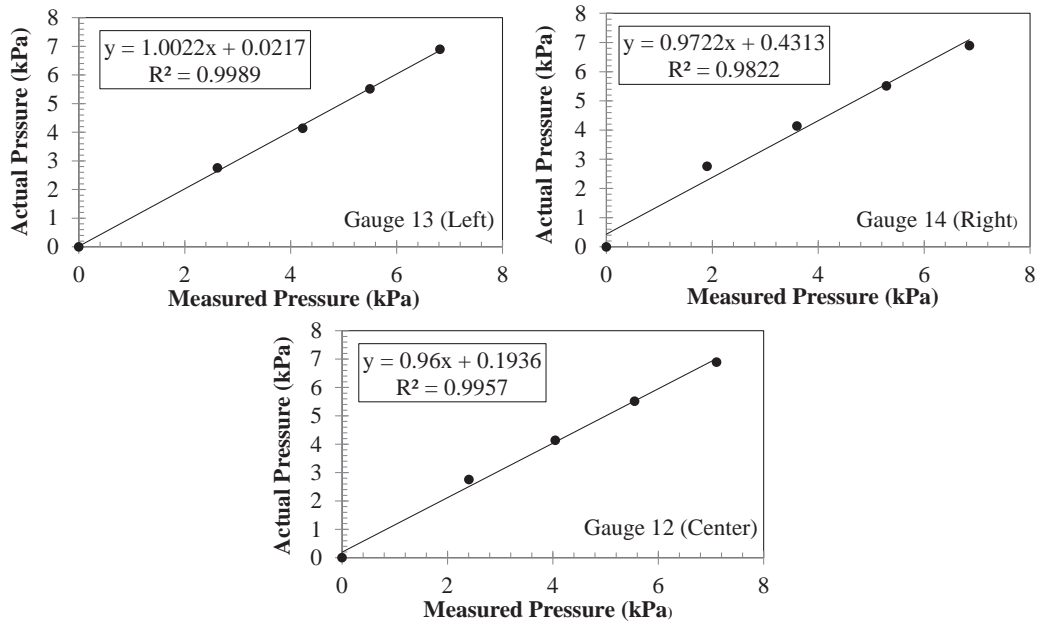 y = 1.0022x + 0.0217
R² = 0.9989
8
7
6
5
4
3
2
1
0
Actual Prssure (kPa)
Gauge 13 (Left)
0 2 4 6 8
Measured Pressure (kPa)
y = 0.9722x + 0.4313
R² = 0.9822
8
7
6
5
4
3
2
1
0
Actual Pressure (kPa)
Gauge 14 (Right)
0 2 4 6 8
Measured Pressure (kPa)
y = 0.96x + 0.1936
R² = 0.9957
8
7
6
5
4
3
2
1
0
Actual Pressure (kPa)
Gauge 12 (Center)
0 2 4 6 8
Measured Pressure (kPa)